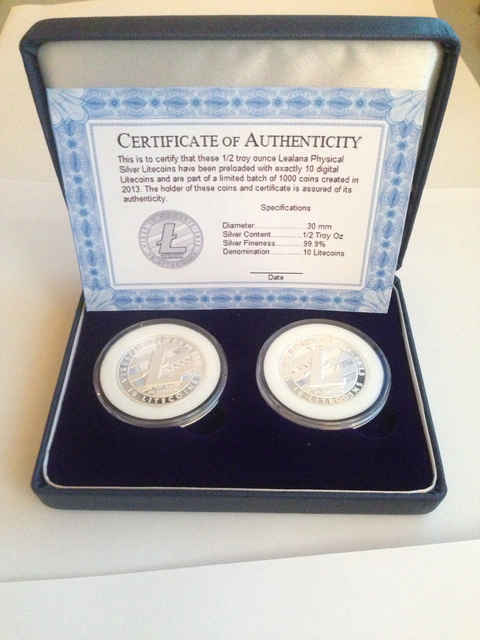 CERTIFICATE OF AUTHENTICITY
This is to certify that these 1/2 troy ounce Lealana Physical
Silver Litecoins have been preloaded with exactly 10 digital
Litecoins and are part of a limited batch of 1000 coins created in
2013. The holder of these coins and certificate is assured of its
authenticity.
Specifications
Diameter.....................30 mm
Silver Content............1/2 Troy Oz
Silver Fineness..........99.9%
Denomination............10 Litecoins
Date
10 LITECOINS
10 LITECOINS